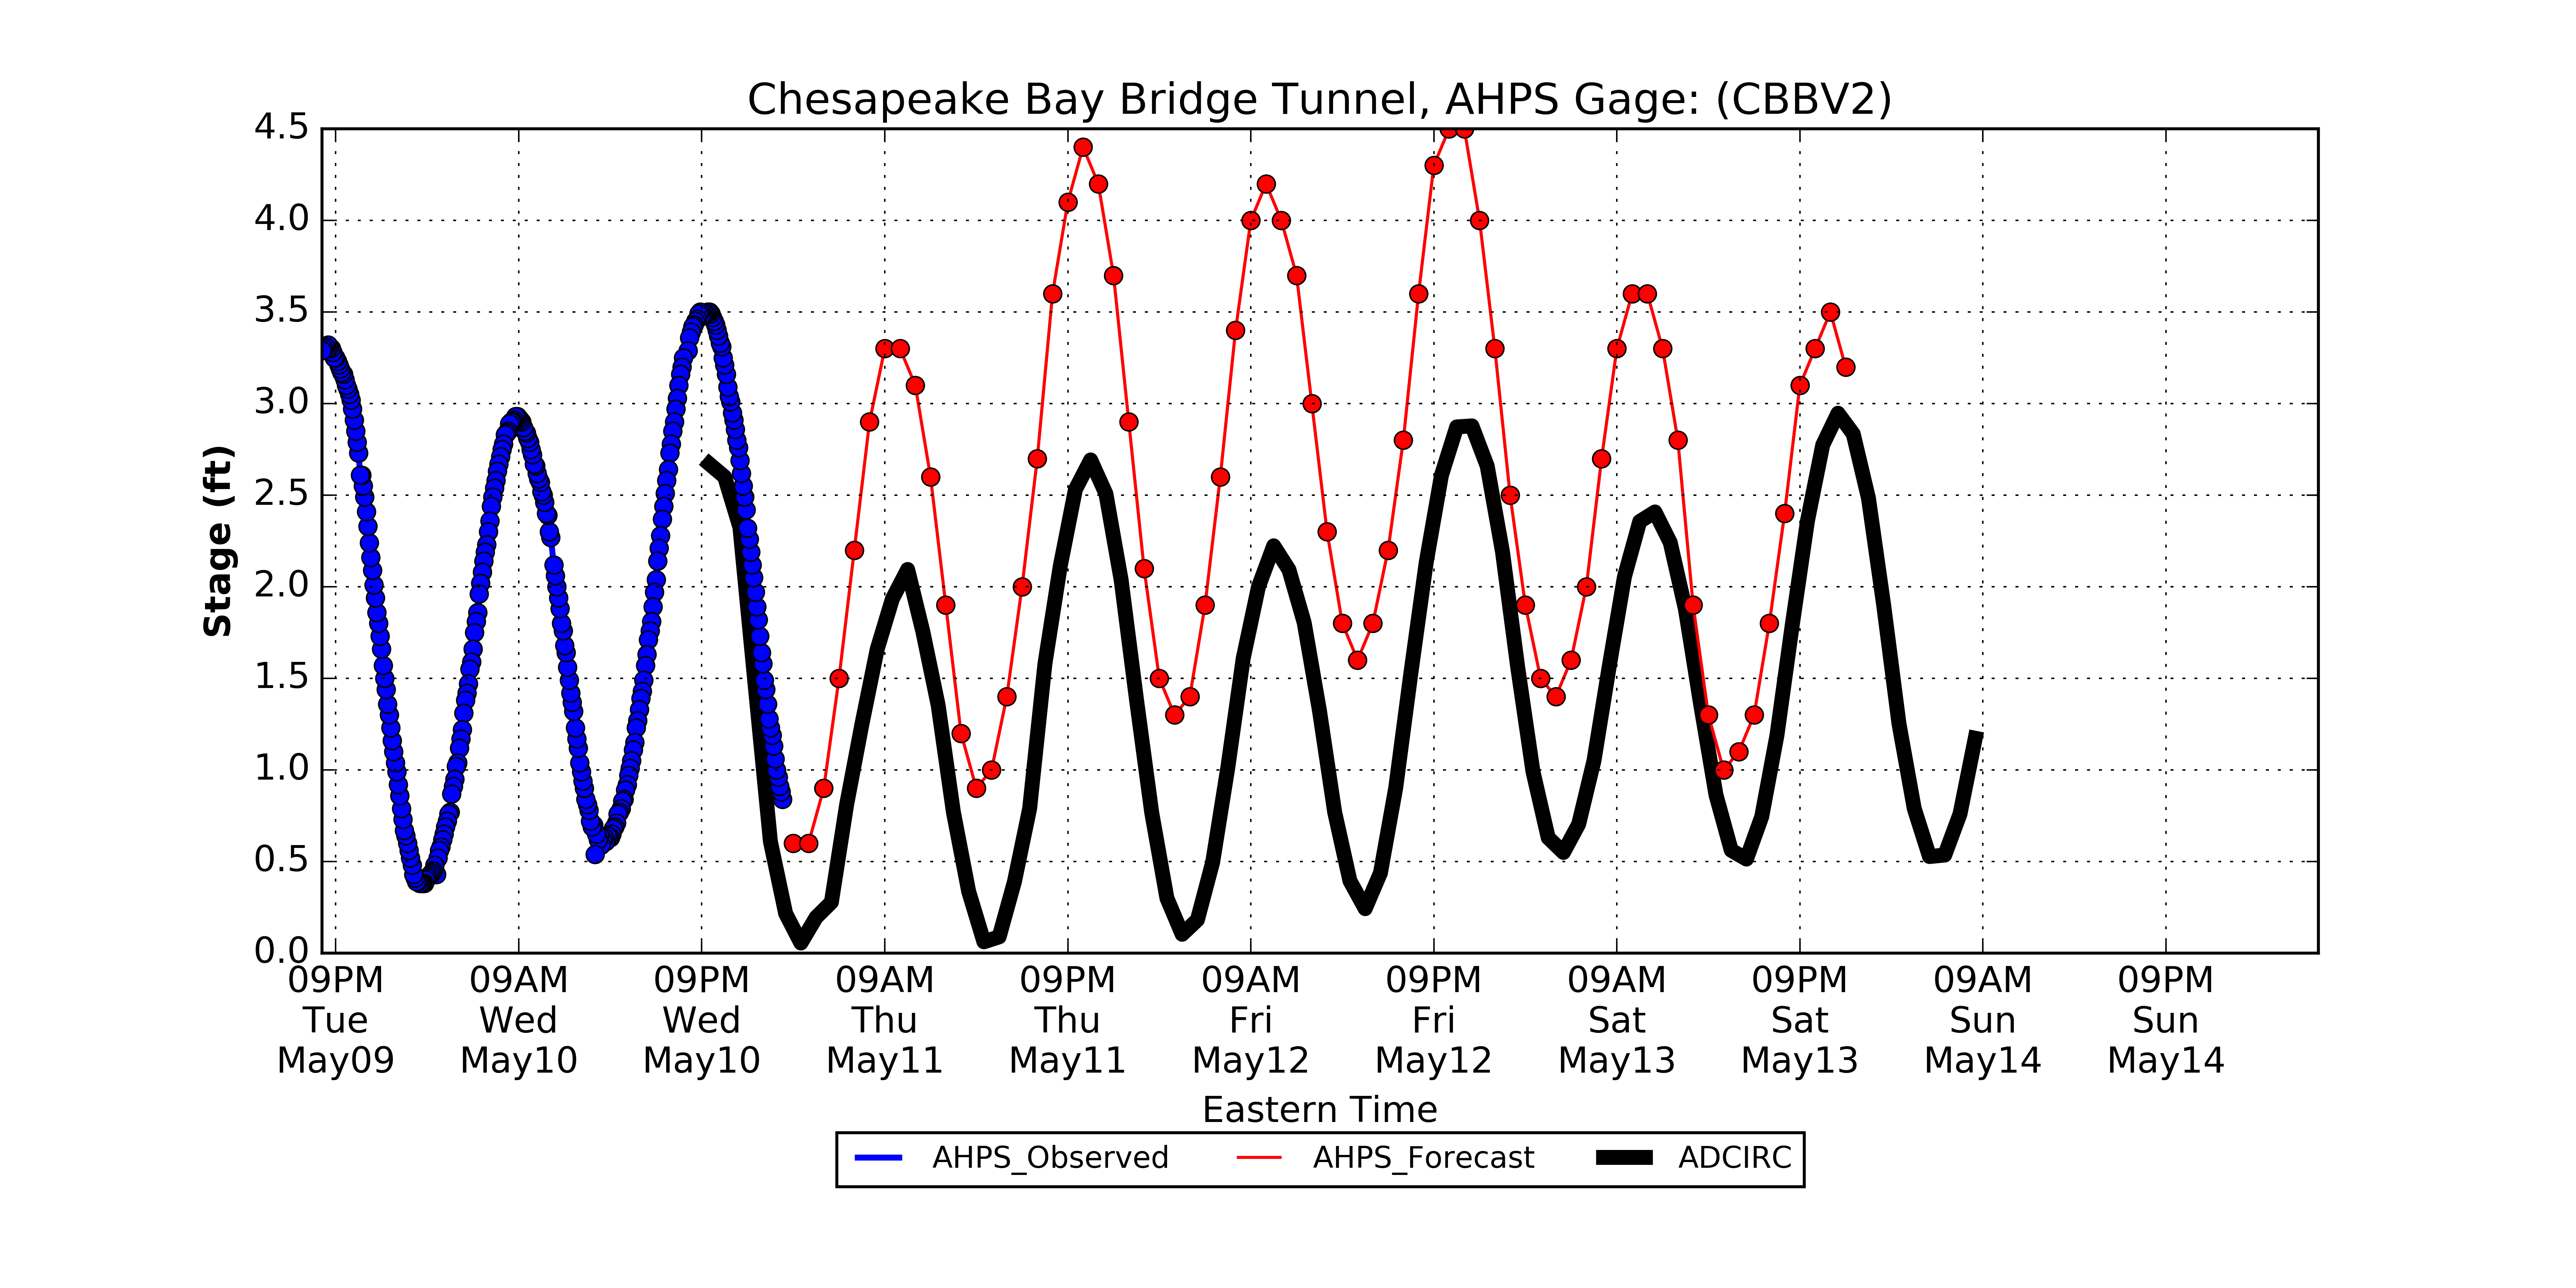 Chesapeake Bay Bridge Tunnel, AHPS Gage: (CBBV2)
4.5
4.0
3.5
3.0
2.5
2.0
1.5
1.0
0.5
0.0
Stage (ft)
09PM 09AM 09PM 09AM 09PM 09AM 09PM 09AM 09PM 09AM 09PM
Tue Wed Wed Thu Thu Fri Fri Sat Sat Sun Sun
May09 May10 May10 May11 May11 May12 May12 May13 May13 May14 May14
Eastern Time
AHPS_Observed AHPS_Forecast ADCIRC